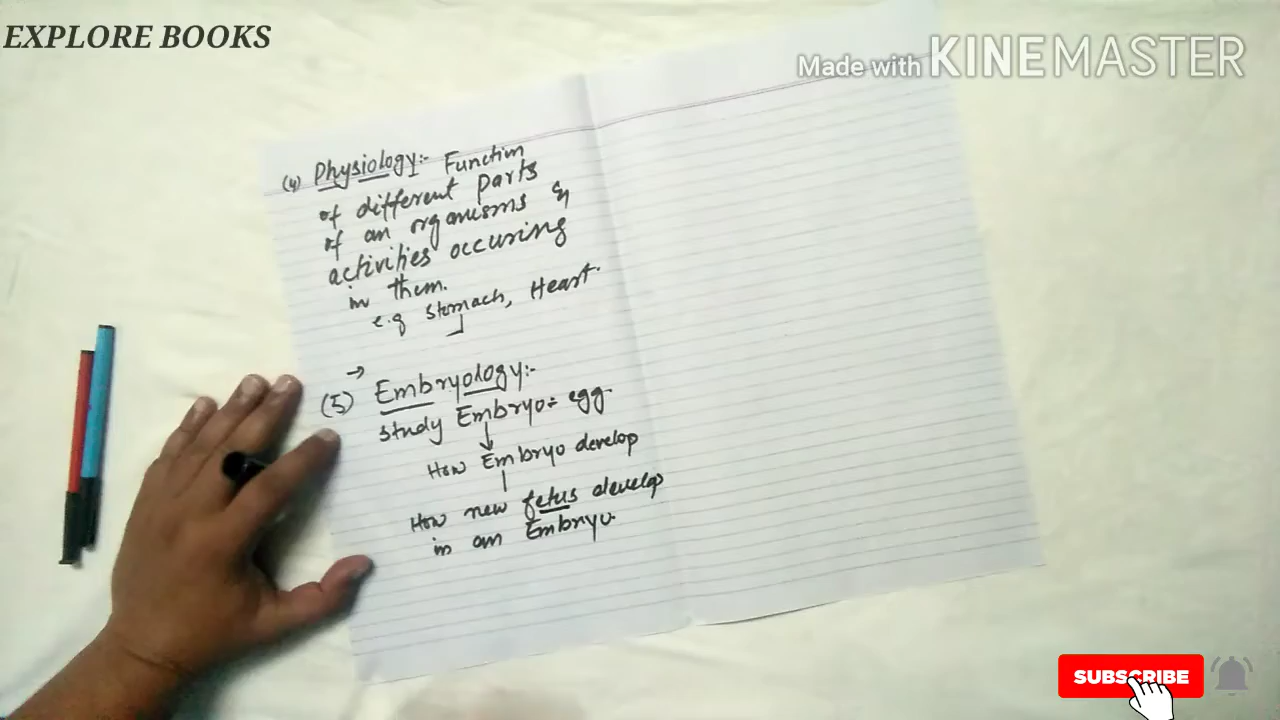 EXPLORE BOOKS
Made with KINEMASTER
(4) Physiology:- Function
of different parts
of an organisms &
activities occuring
in them.
e.g stomach, Heart.
→
(5) Embryology:-
study Embryo= egg.
How Embryo develop
How new fetus develop
in an Embryo.
SUBSCRIBE